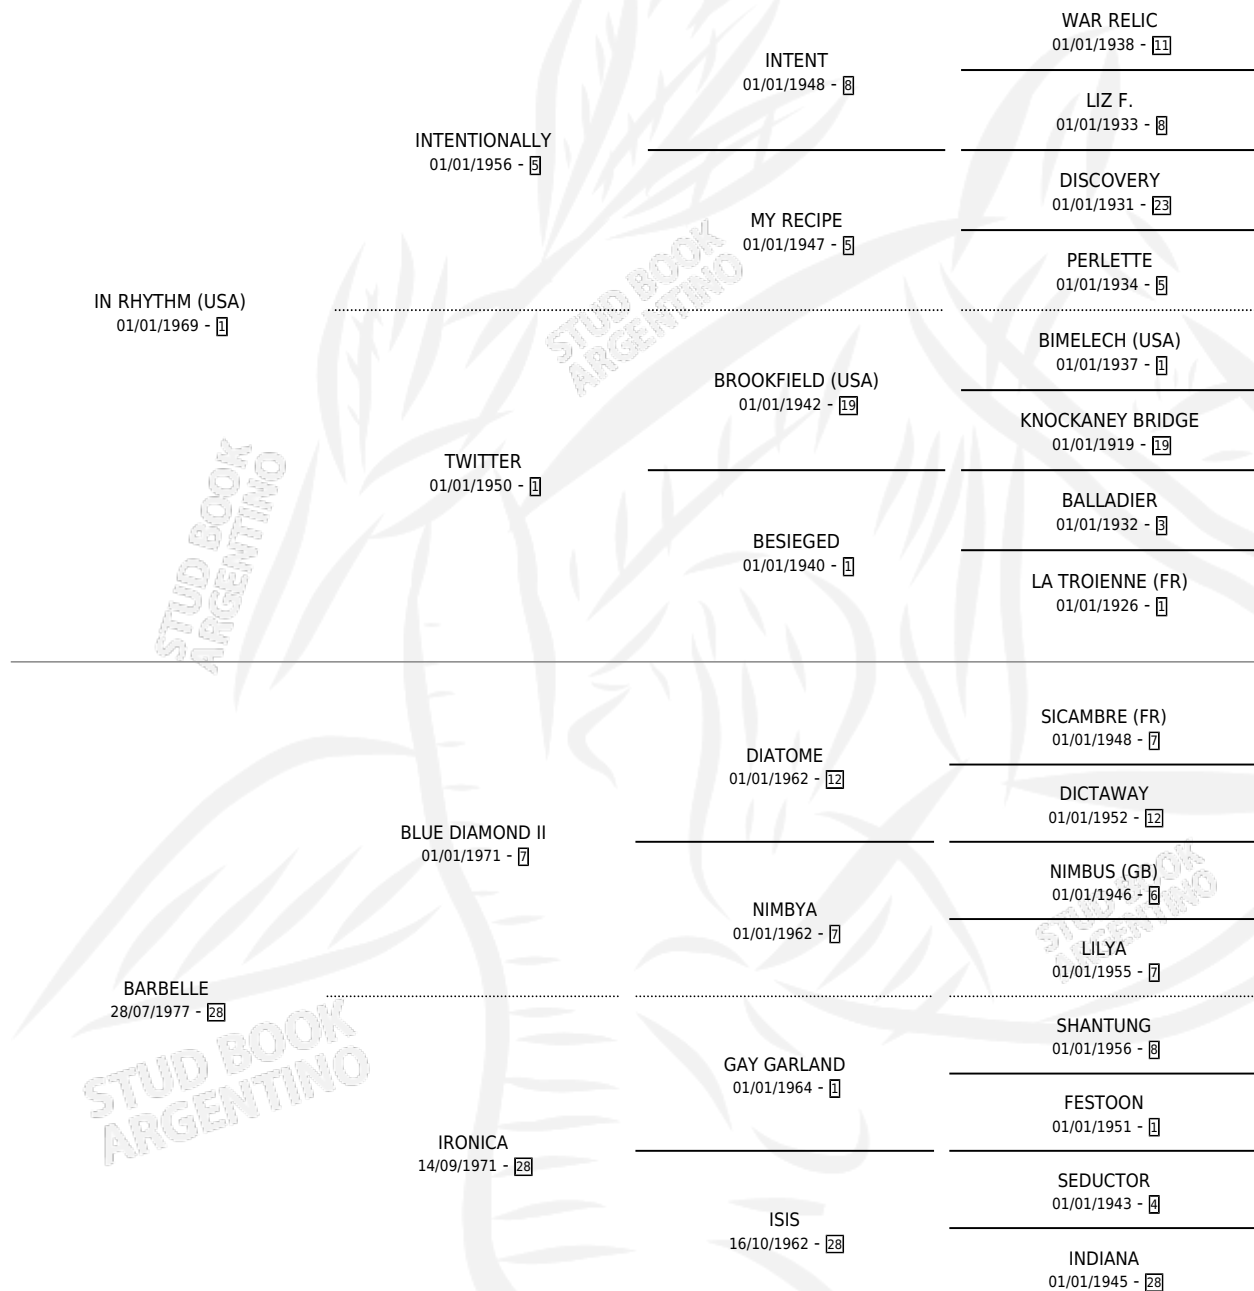 WAR RELIC
01/01/1938 - 11
INTENT
01/01/1948 - 8
LIZ F.
01/01/1933 - 8
INTENTIONALLY
01/01/1956 - 5
DISCOVERY
01/01/1931 - 23
MY RECIPE
01/01/1947 - 5
PERLETTE
01/01/1934 - 5
IN RHYTHM (USA)
01/01/1969 - 1
BIMELECH (USA)
01/01/1937 - 1
BROOKFIELD (USA)
01/01/1942 - 19
KNOCKANEY BRIDGE
01/01/1919 - 19
TWITTER
01/01/1950 - 1
BALLADIER
01/01/1932 - 3
BESIEGED
01/01/1940 - 1
LA TROIENNE (FR)
01/01/1926 - 1
SICAMBRE (FR)
01/01/1948 - 7
DIATOME
01/01/1962 - 12
DICTAWAY
01/01/1952 - 12
BLUE DIAMOND II
01/01/1971 - 7
NIMBUS (GB)
01/01/1946 - 6
NIMBYA
01/01/1962 - 7
LILYA
01/01/1955 - 7
BARBELLE
28/07/1977 - 28
SHANTUNG
01/01/1956 - 8
GAY GARLAND
01/01/1964 - 1
FESTOON
01/01/1951 - 1
IRONICA
14/09/1971 - 28
SEDUCTOR
01/01/1943 - 4
ISIS
16/10/1962 - 28
INDIANA
01/01/1945 - 28
STUD BOOK
ARGENTINO
STUD BOOK
ARGENTINO
STUD BOOK
ARGENTINO
STUD BOOK
ARGENTINO